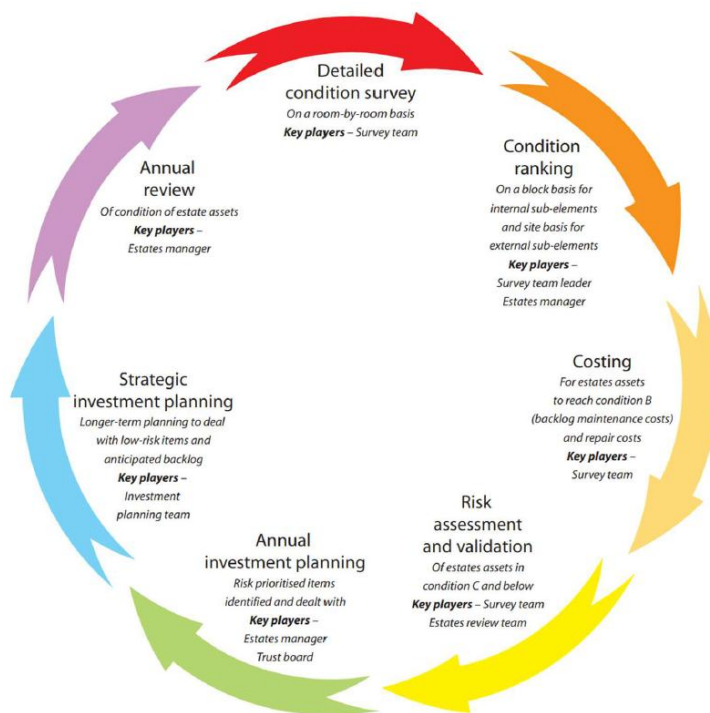 Detailed
condition survey
On a room-by-room basis
Key players – Survey team
Condition
ranking
On a block basis for
internal sub-elements
and site basis for
external sub-elements
Key players –
Survey team leader
Estates manager
Costing
For estates assets
to reach condition B
(backlog maintenance costs)
and repair costs
Key players –
Survey team
Risk
assessment
and validation
Of estates assets in
condition C and below
Key players – Survey team
Estates review team
Annual
investment planning
Risk prioritised items
identified and dealt with
Key players –
Estates manager
Trust board
Strategic
investment planning
Longer-term planning to deal
with low-risk items and
anticipated backlog
Key players –
Investment
planning team
Annual
review
Of condition of estate assets
Key players –
Estates manager